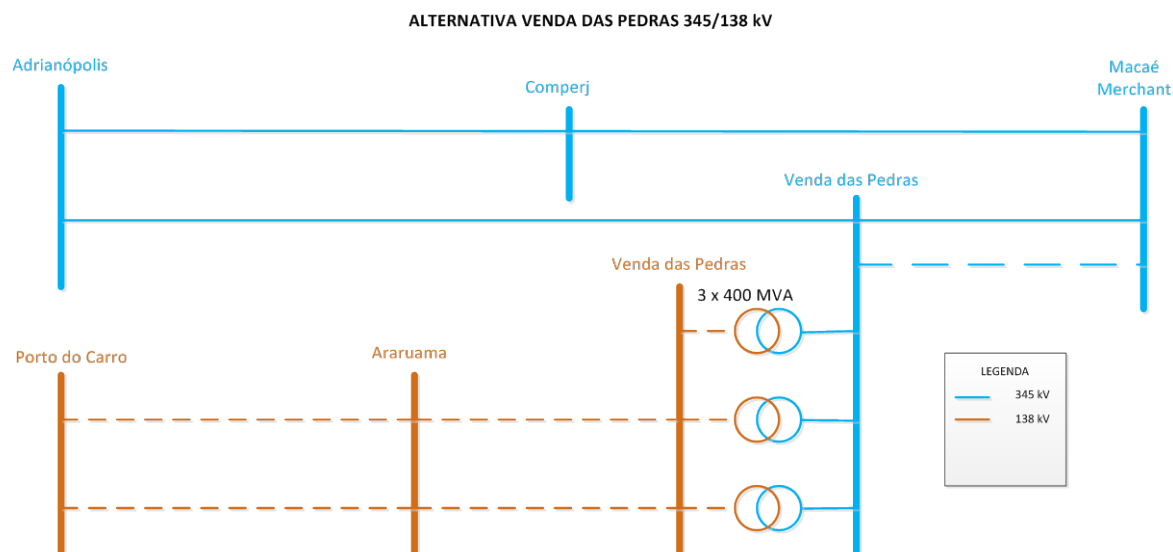 ALTERNATIVA VENDA DAS PEDRAS 345/138 kV
Adrianópolis
Comperj
Macaé
Merchant
Venda das Pedras
Venda das Pedras
3 x 400 MVA
Porto do Carro
Araruama
LEGENDA
345 kV
138 kV